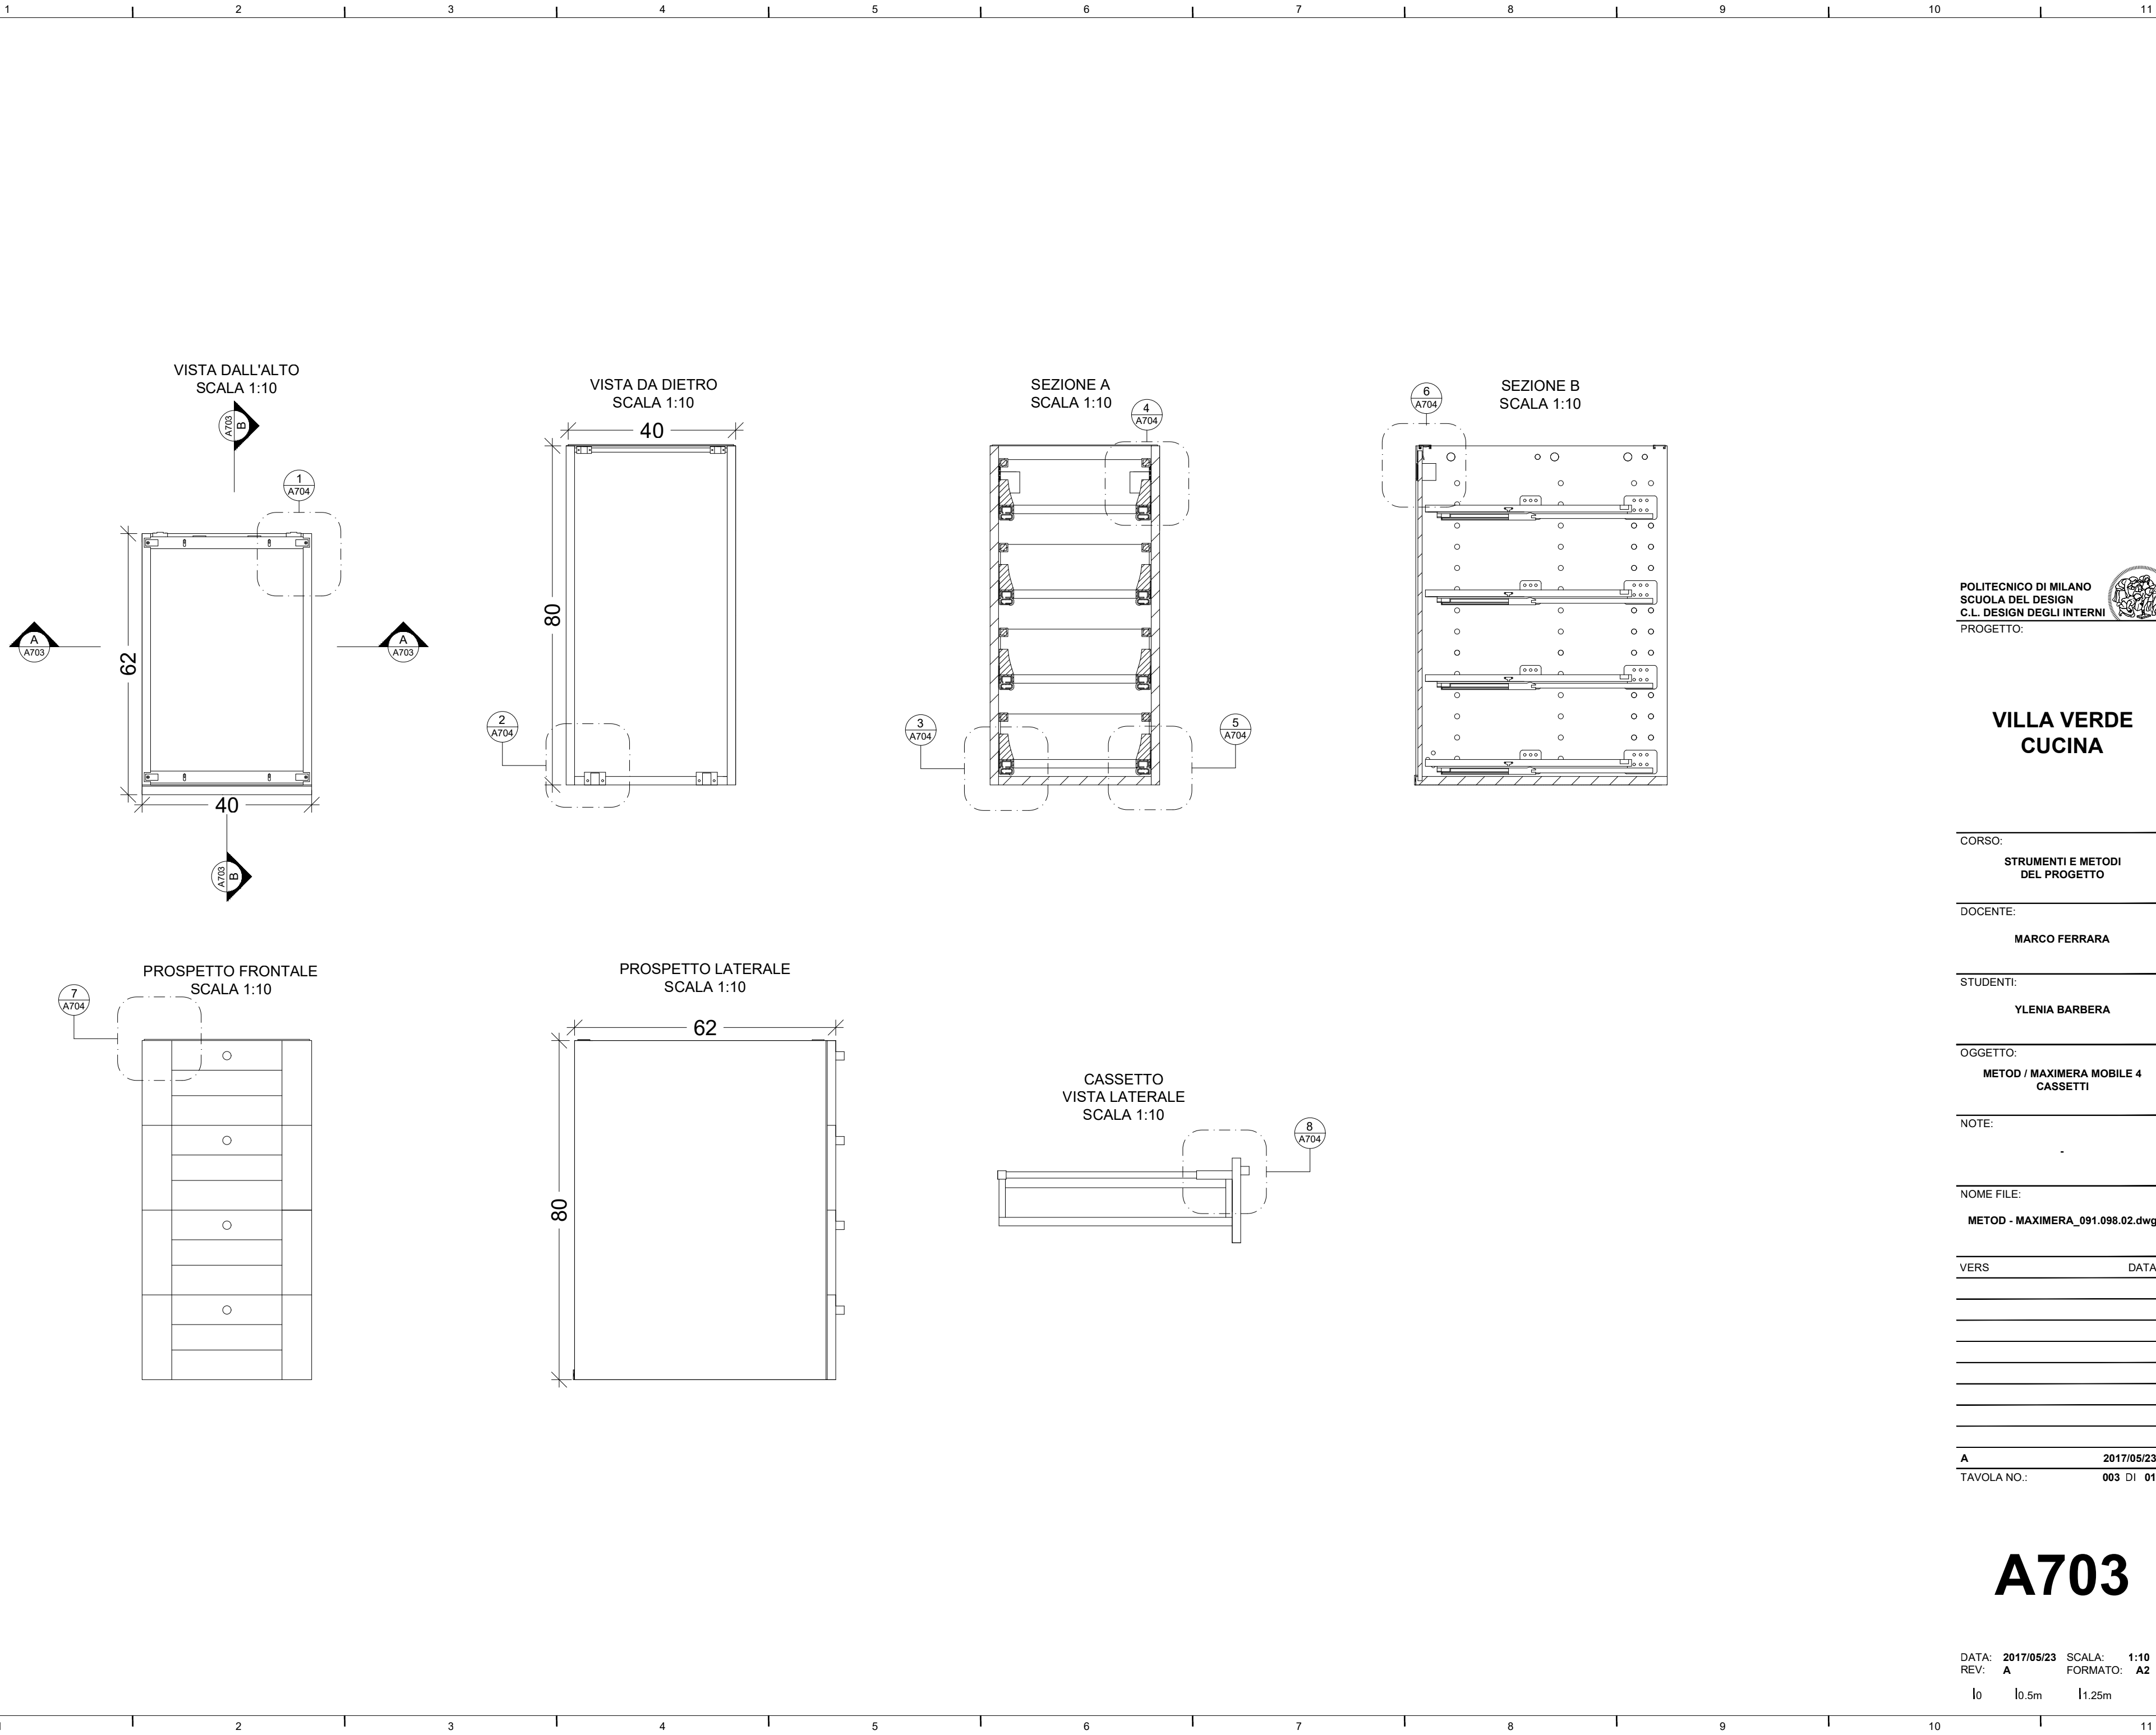 1 2 3 4 5 6 7 8 9 10 11
VISTA DALL'ALTO
SCALA 1:10
A703 B
1
A704
62
A
A703
A
A703
40
A703 B
VISTA DA DIETRO
SCALA 1:10
40
80
2
A704
SEZIONE A
SCALA 1:10
4
A704
3
A704
5
A704
SEZIONE B
SCALA 1:10
6
A704
PROSPETTO FRONTALE
SCALA 1:10
7
A704
PROSPETTO LATERALE
SCALA 1:10
62
80
CASSETTO
VISTA LATERALE
SCALA 1:10
8
A704
POLITECNICO DI MILANO
SCUOLA DEL DESIGN
C.L. DESIGN DEGLI INTERNI
PROGETTO:
VILLA VERDE
CUCINA
CORSO:
STRUMENTI E METODI
DEL PROGETTO
DOCENTE:
MARCO FERRARA
STUDENTI:
YLENIA BARBERA
OGGETTO:
METOD / MAXIMERA MOBILE 4
CASSETTI
NOTE:
-
NOME FILE:
METOD - MAXIMERA_091.098.02.dwg
VERS DATA
A 2017/05/23
TAVOLA NO.: 003 DI 01
A703
DATA: 2017/05/23 SCALA: 1:10
REV: A FORMATO: A2
0 0.5m 1.25m
2 3 4 5 6 7 8 9 10 11